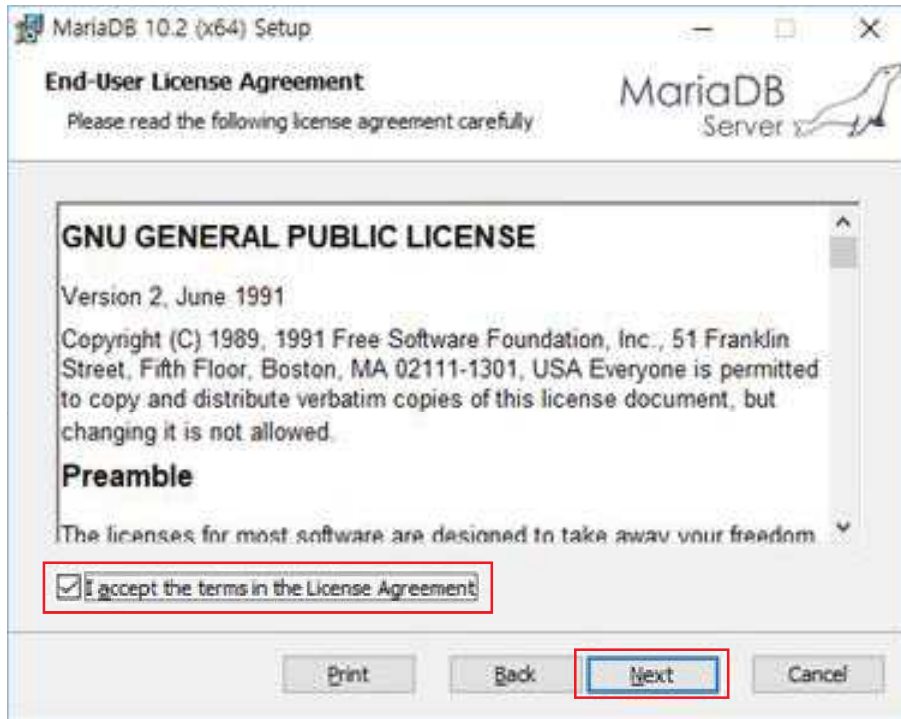 MariaDB 10.2 (x64) Setup
End-User License Agreement
Please read the following license agreement carefully
MariaDB
Server
GNU GENERAL PUBLIC LICENSE
Version 2, June 1991
Copyright (C) 1989, 1991 Free Software Foundation, Inc., 51 Franklin
Street, Fifth Floor, Boston, MA 02111-1301, USA Everyone is permitted
to copy and distribute verbatim copies of this license document, but
changing it is not allowed.
Preamble
The licenses for most software are designed to take away your freedom
I accept the terms in the License Agreement
Print
Back
Next
Cancel